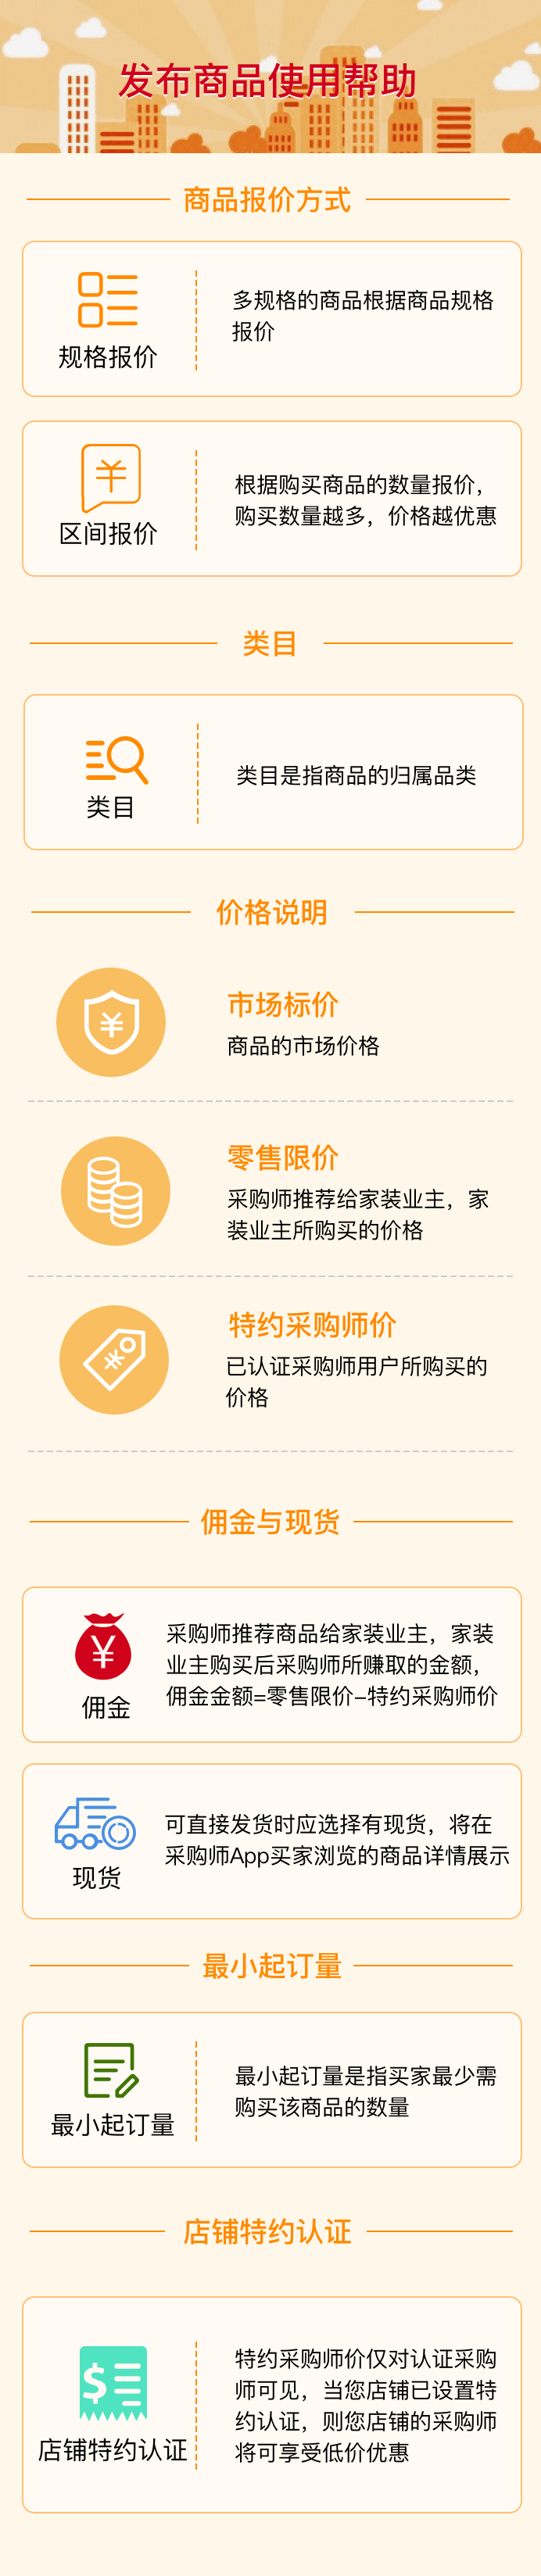 发布商品使用帮助
商品报价方式
规格报价
多规格的商品根据商品规格
报价
区间报价
根据购买商品的数量报价，
购买数量越多，价格越优惠
类目
类目
类目是指商品的归属品类
价格说明
市场标价
商品的市场价格
零售限价
采购师推荐给家装业主，家
装业主所购买的价格
特约采购师价
已认证采购师用户所购买的
价格
佣金与现货
佣金
采购师推荐商品给家装业主，家装
业主购买后采购师所赚取的金额，
佣金金额=零售限价-特约采购师价
现货
可直接发货时应选择有现货，将在
采购师App买家浏览的商品详情展示
最小起订量
最小起订量
最小起订量是指买家最少需
购买该商品的数量
店铺特约认证
店铺特约认证
特约采购师价仅对认证采购
师可见，当您店铺已设置特
约认证，则您店铺的采购师
将可享受低价优惠